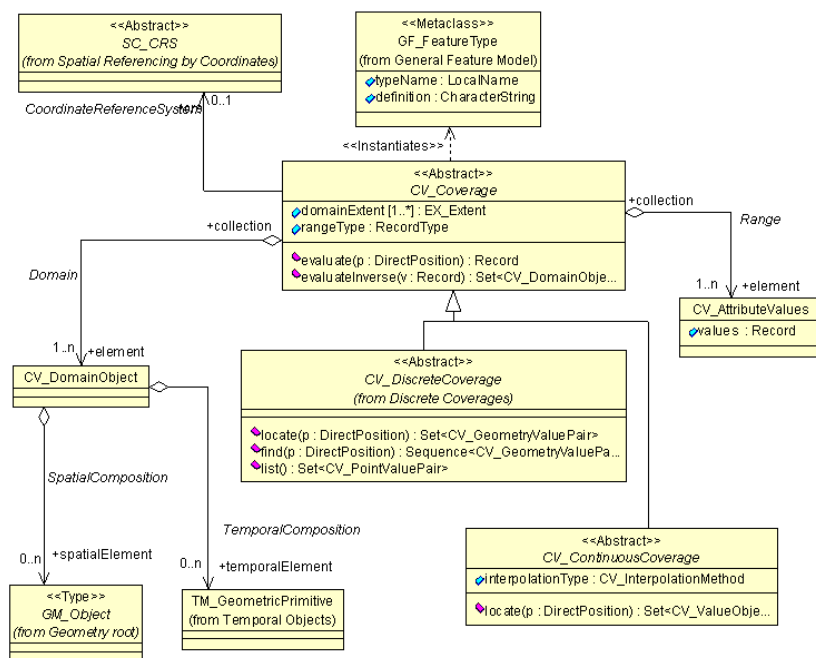 <<Abstract>>
SC_CRS
(from Spatial Referencing by Coordinates)
<<Metaclass>>
GF_FeatureType
(from General Feature Model)
typeName : LocalName
definition : CharacterString
0..1
CoordinateReferenceSystem
<<Instantiates>>
<<Abstract>>
CV_Coverage
domainExtent [1..*] : EX_Extent
rangeType : RecordType
evaluate(p : DirectPosition) : Record
evaluateInverse(v : Record) : Set<CV_DomainObje...
+collection
+collection
Range
Domain
1..n
+element
1..n
+element
CV_AttributeValues
values : Record
CV_DomainObject
<<Abstract>>
CV_DiscreteCoverage
(from Discrete Coverages)
locate(p : DirectPosition) : Set<CV_GeometryValuePair>
find(p : DirectPosition) : Sequence<CV_GeometryValuePa...
list() : Set<CV_PointValuePair>
SpatialComposition
TemporalComposition
0..n
+spatialElement
0..n
+temporalElement
<<Abstract>>
CV_ContinuousCoverage
interpolationType : CV_InterpolationMethod
locate(p : DirectPosition) : Set<CV_ValueObje...
<<Type>>
GM_Object
(from Geometry root)
TM_GeometricPrimitive
(from Temporal Objects)